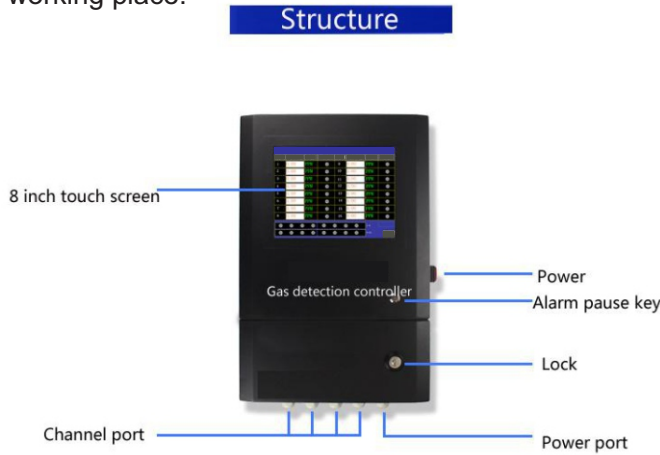 working place.
Structure
8 inch touch screen
Gas detection controller
Power
Alarm pause key
Lock
Channel port
Power port